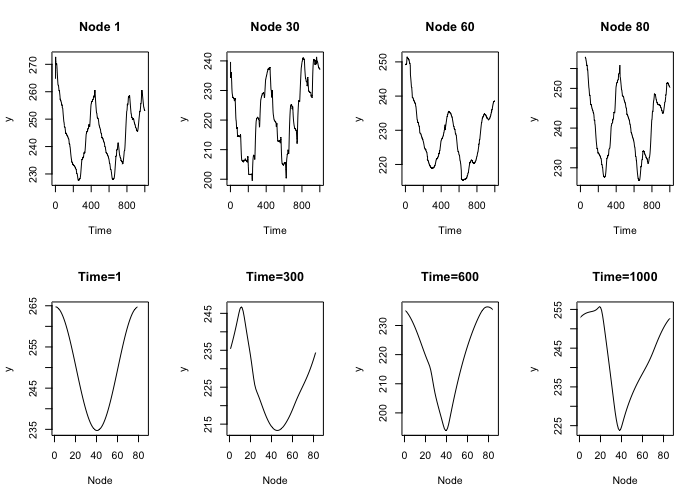 Node 1 Node 30 Node 60 Node 80
y 270 260 250 240 230 y 240 230 220 210 200 y 250 240 230 220 y 250 240 230
0 400 800 0 400 800 0 400 800 0 400 800
Time Time Time Time
Time=1 Time=300 Time=600 Time=1000
y 265 255 245 235 y 245 235 225 215 y 230 220 210 200 y 255 245 235 225
0 20 40 60 80 0 20 40 60 80 0 20 40 60 80 0 20 40 60 80
Node Node Node Node